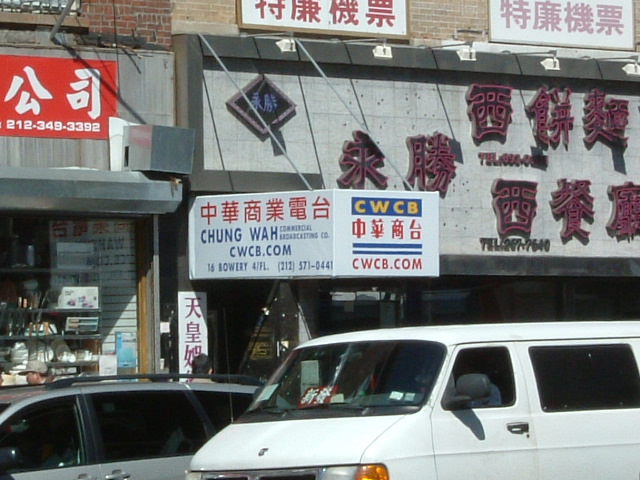 特廉機票
特廉機票
公司
212-349-3392
永勝
永勝
西餅麵
西餐廳
中華商業電台
CHUNG WAH COMMERCIAL BROADCASTING CO.
CWCB.COM
16 BOWERY 4/FL. (212) 571-0441
CWCB
中華商台
CWCB.COM
天皇